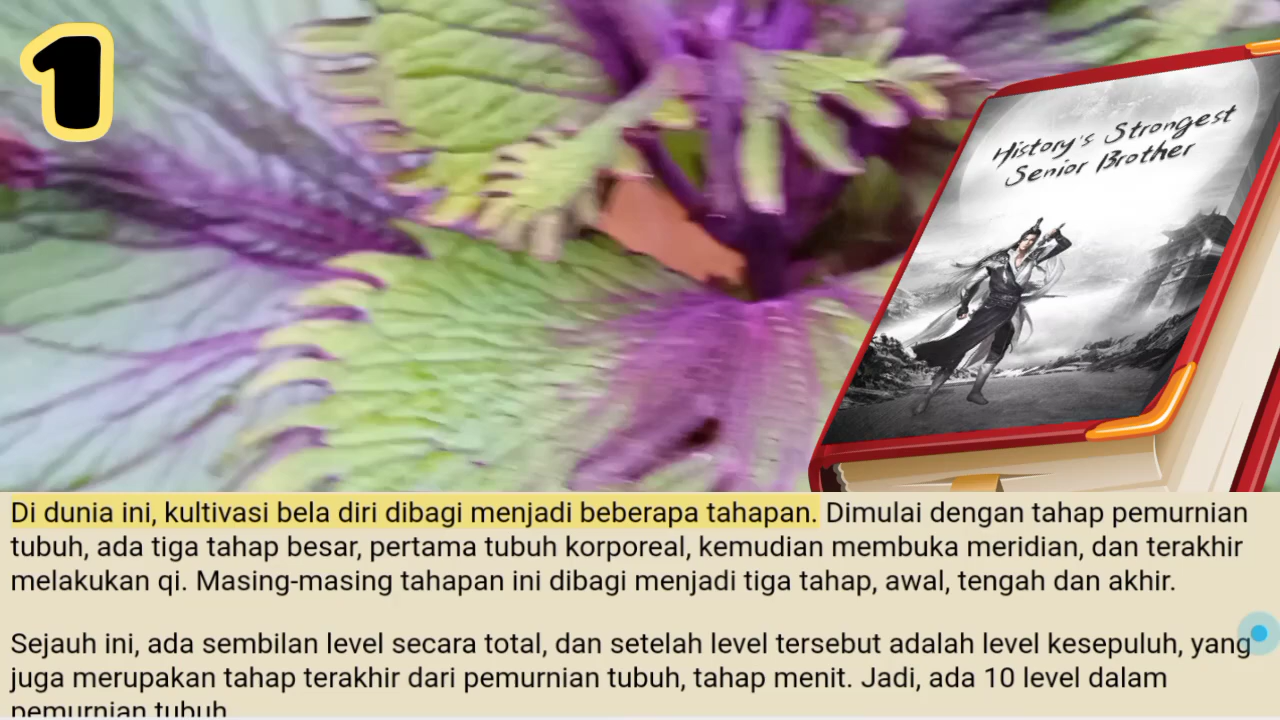 1
History's Strongest
Senior Brother
Di dunia ini, kultivasi bela diri dibagi menjadi beberapa tahapan. Dimulai dengan tahap pemurnian
tubuh, ada tiga tahap besar, pertama tubuh korporeal, kemudian membuka meridian, dan terakhir
melakukan qi. Masing-masing tahapan ini dibagi menjadi tiga tahap, awal, tengah dan akhir.
Sejauh ini, ada sembilan level secara total, dan setelah level tersebut adalah level kesepuluh, yang
juga merupakan tahap terakhir dari pemurnian tubuh, tahap menit. Jadi, ada 10 level dalam
pemurnian tubuh